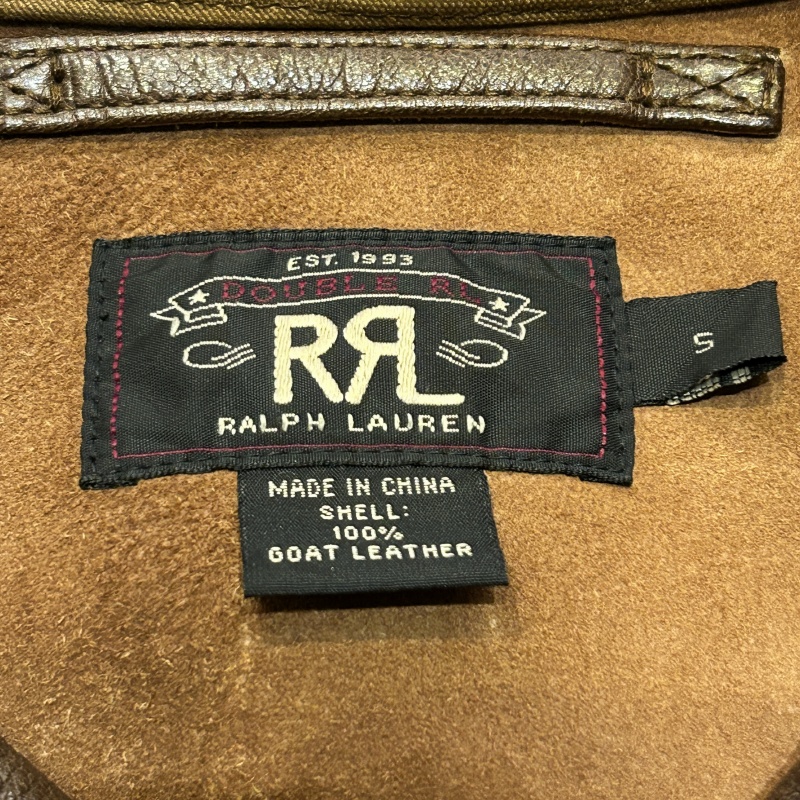 EST. 1993
DOUBLE RL
RRL
RALPH LAUREN
S
MADE IN CHINA
SHELL:
100%
GOAT LEATHER